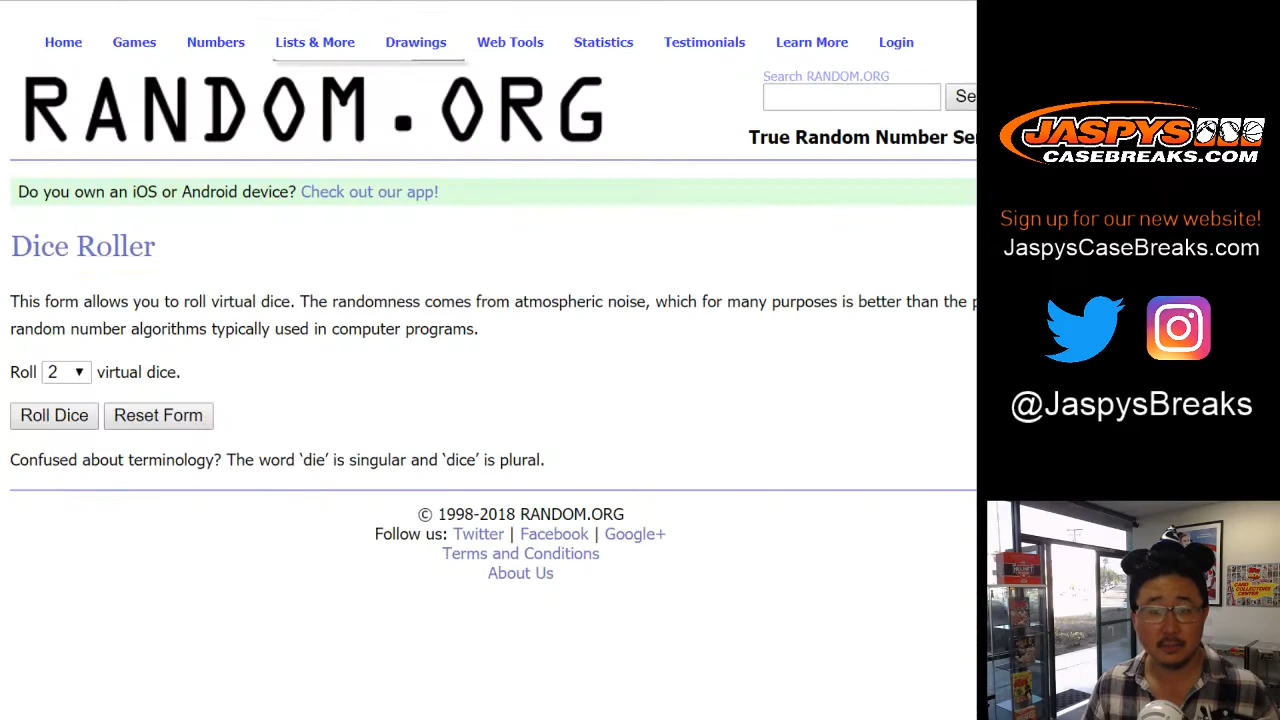 Home Games Numbers Lists & More Drawings Web Tools Statistics Testimonials Learn More Login
RANDOM.ORG
Search RANDOM.ORG
Se
True Random Number Se
Do you own an iOS or Android device? Check out our app!
Dice Roller
This form allows you to roll virtual dice. The randomness comes from atmospheric noise, which for many purposes is better than the p
random number algorithms typically used in computer programs.
Roll 2 virtual dice.
Roll Dice Reset Form
Confused about terminology? The word ‘die’ is singular and ‘dice’ is plural.
© 1998-2018 RANDOM.ORG
Follow us: Twitter | Facebook | Google+
Terms and Conditions
About Us
JASPYS
CASEBREAKS.COM
Sign up for our new website!
JaspysCaseBreaks.com
@JaspysBreaks